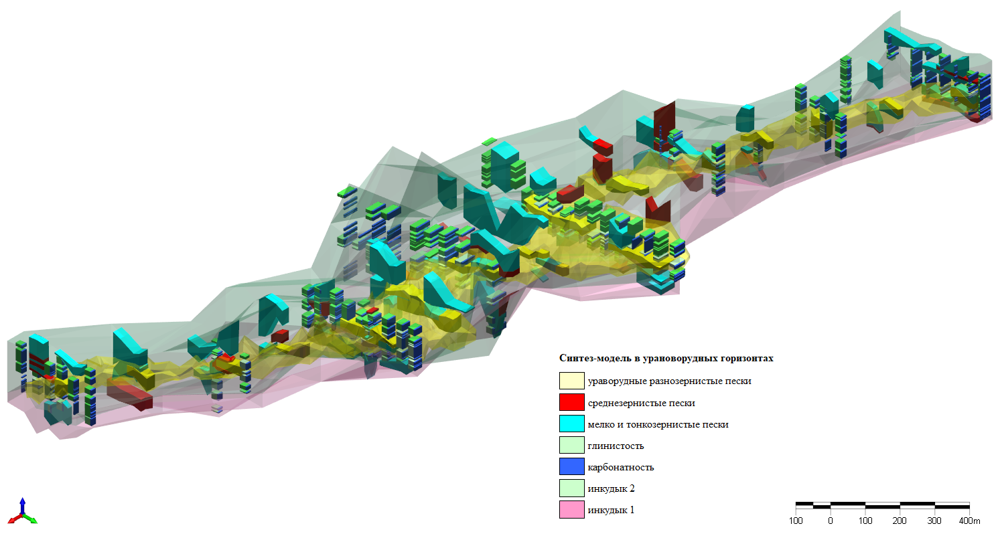 Синтез-модель в урановорудных горизонтах
ураворудные разнозернистые пески
среднезернистые пески
мелко и тонкозернистые пески
глинистость
карбонатность
инкудык 2
инкудык 1
100 0 100 200 300 400m